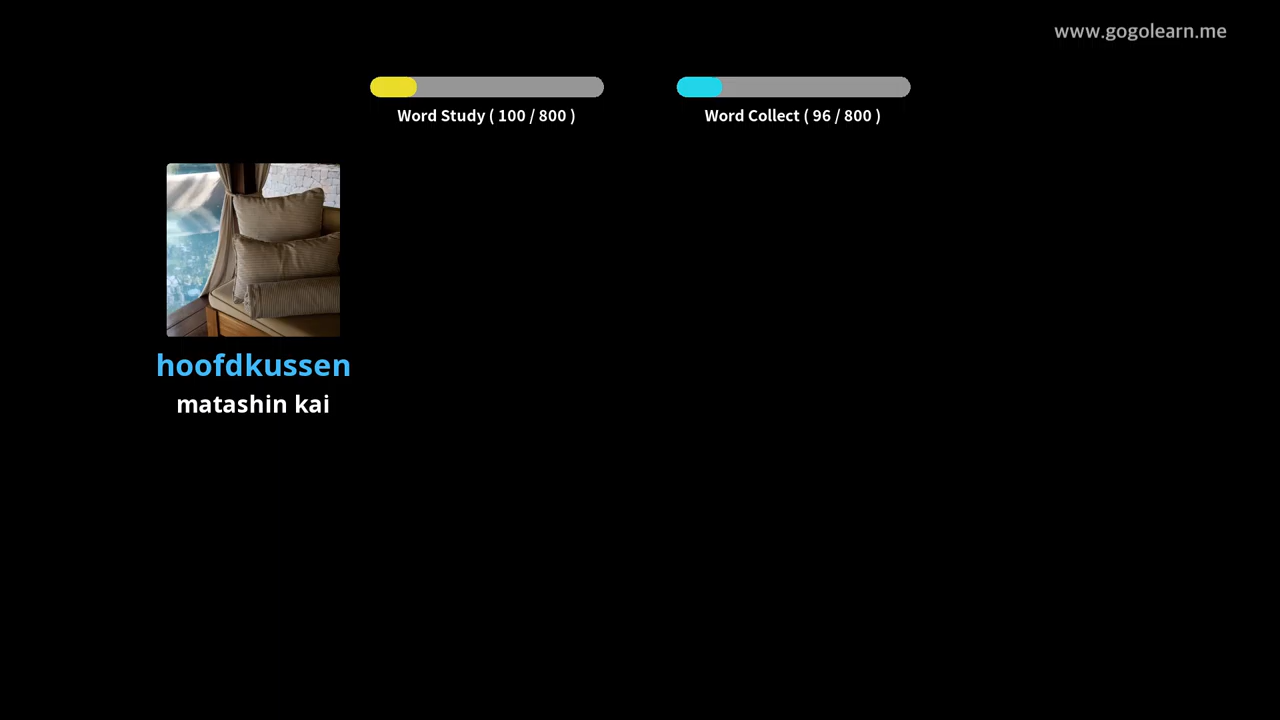 www.gogolearn.me
Word Study ( 100 / 800 )
Word Collect ( 96 / 800 )
hoofdkussen
matashin kai